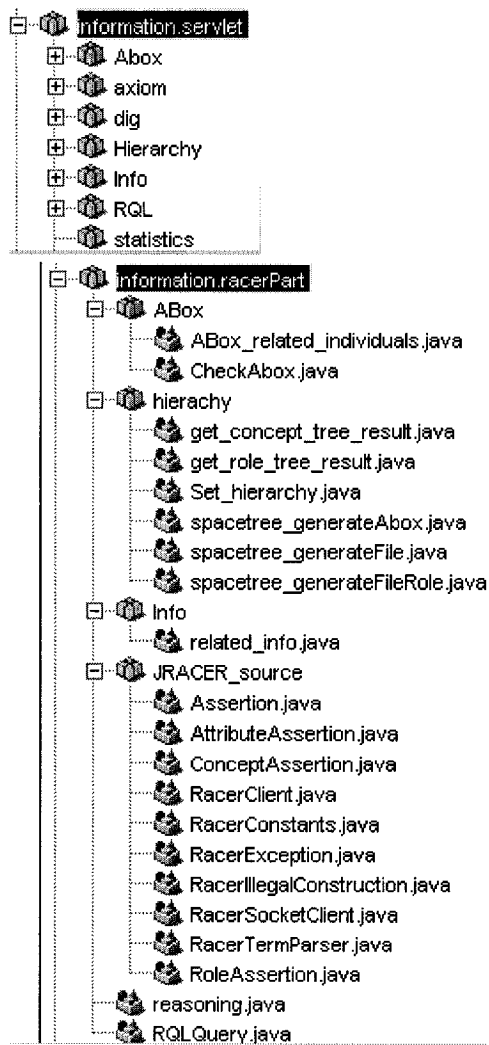 information.servlet
Abox
axiom
dig
Hierarchy
Info
RQL
statistics
information.racerPart
ABox
ABox_related_individuals.java
CheckAbox.java
hierachy
get_concept_tree_result.java
get_role_tree_result.java
Set_hierarchy.java
spacetree_generateAbox.java
spacetree_generateFile.java
spacetree_generateFileRole.java
Info
related_info.java
JRACER_source
Assertion.java
AttributeAssertion.java
ConceptAssertion.java
RacerClient.java
RacerConstants.java
RacerException.java
RacerIllegalConstruction.java
RacerSocketClient.java
RacerTermParser.java
RoleAssertion.java
reasoning.java
RQLQuery.java